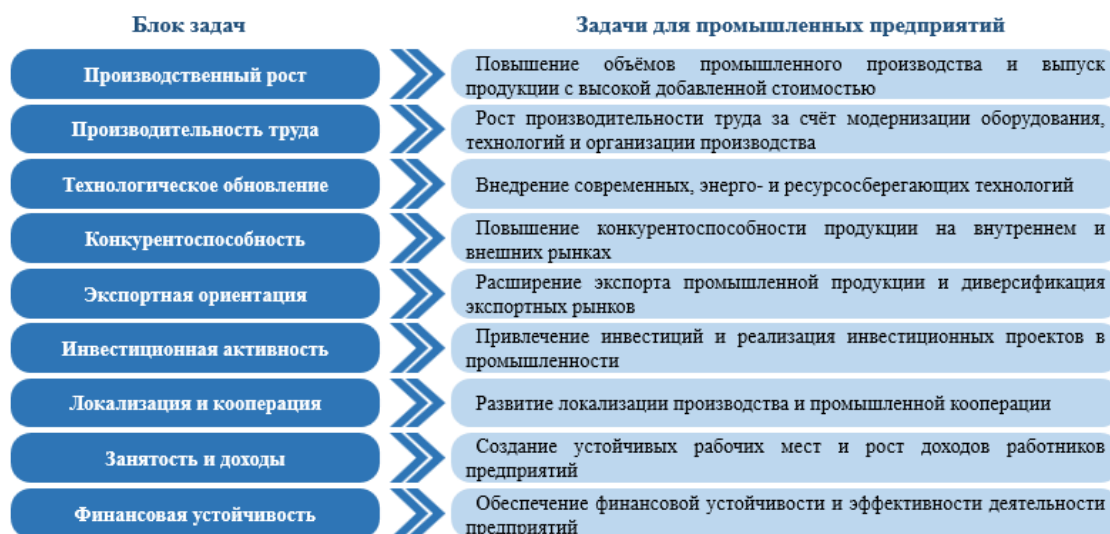 Блок задач
Задачи для промышленных предприятий
Производственный рост
Повышение объёмов промышленного производства и выпуск
продукции с высокой добавленной стоимостью
Производительность труда
Рост производительности труда за счёт модернизации оборудования,
технологий и организации производства
Технологическое обновление
Внедрение современных, энерго- и ресурсосберегающих технологий
Конкурентоспособность
Повышение конкурентоспособности продукции на внутреннем и
внешних рынках
Экспортная ориентация
Расширение экспорта промышленной продукции и диверсификация
экспортных рынков
Инвестиционная активность
Привлечение инвестиций и реализация инвестиционных проектов в
промышленности
Локализация и кооперация
Развитие локализации производства и промышленной кооперации
Занятость и доходы
Создание устойчивых рабочих мест и рост доходов работников
предприятий
Финансовая устойчивость
Обеспечение финансовой устойчивости и эффективности деятельности
предприятий